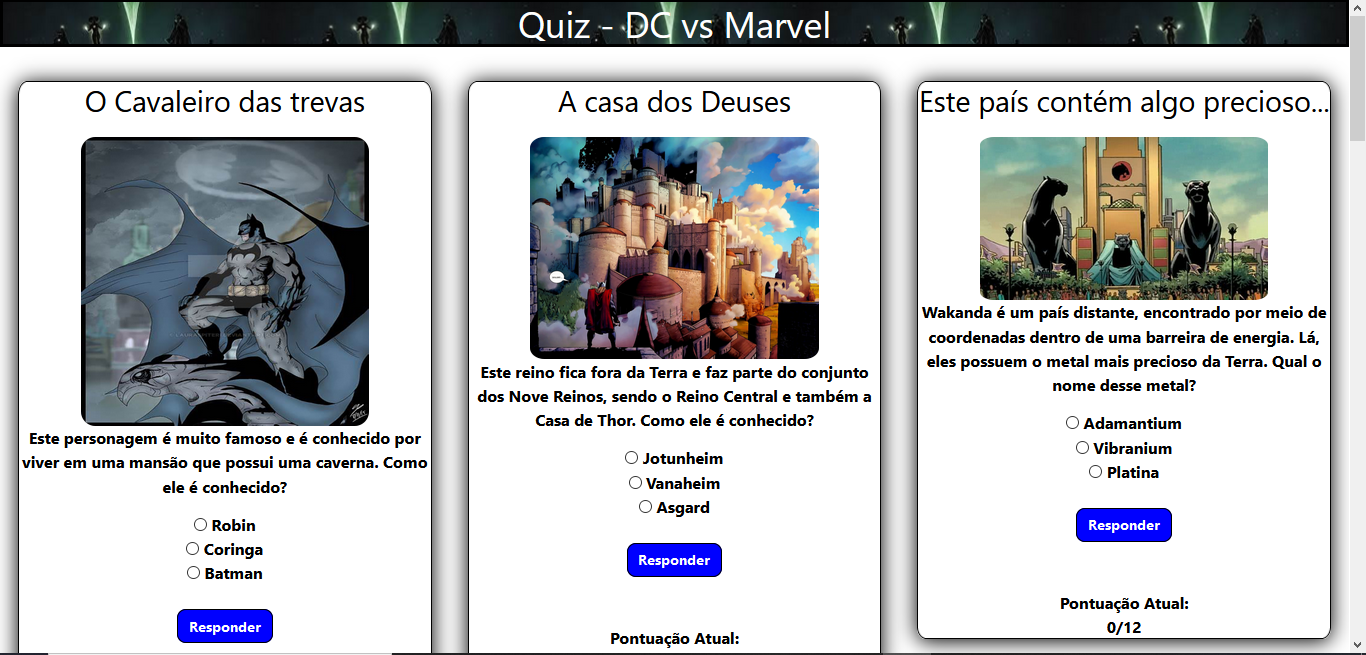 Quiz - DC vs Marvel
O Cavaleiro das trevas
Este personagem é muito famoso e é conhecido por
viver em uma mansão que possui uma caverna. Como
ele é conhecido?
Robin
Coringa
Batman
Responder
A casa dos Deuses
Este reino fica fora da Terra e faz parte do conjunto
dos Nove Reinos, sendo o Reino Central e também a
Casa de Thor. Como ele é conhecido?
Jotunheim
Vanaheim
Asgard
Responder
Pontuação Atual:
Este país contém algo precioso...
Wakanda é um país distante, encontrado por meio de
coordenadas dentro de uma barreira de energia. Lá,
eles possuem o metal mais precioso da Terra. Qual o
nome desse metal?
Adamantium
Vibranium
Platina
Responder
Pontuação Atual:
0/12